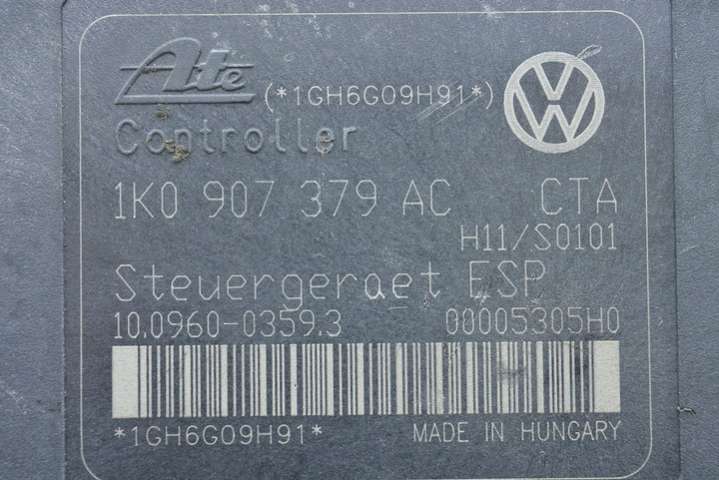 Ate (*1GH6G09H91*)
Controller
1K0 907 379 AC CTA
H11/S0101
Steuergeraet ESP
10.0960-0359.3 00005305H0
*1GH6G09H91* MADE IN HUNGARY